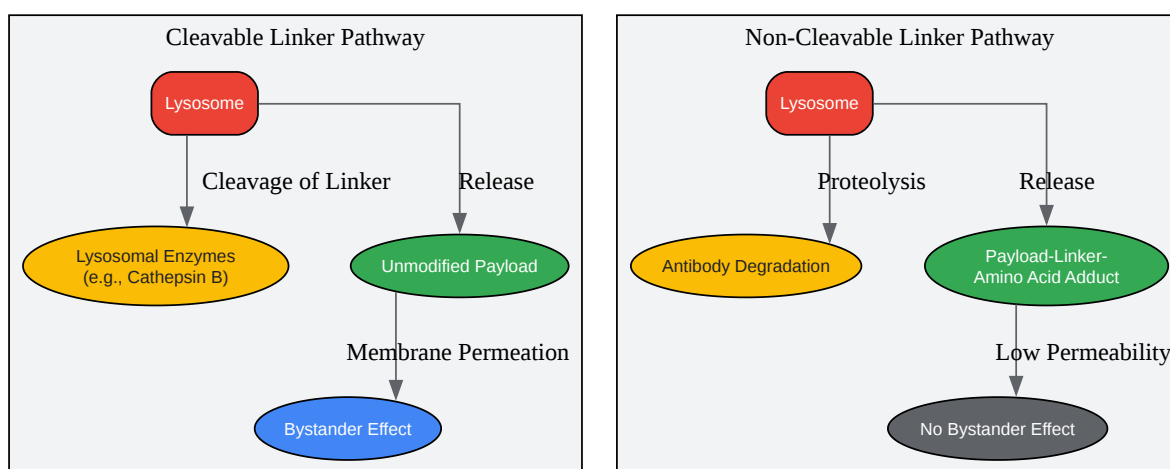 Cleavable Linker Pathway
Lysosome
Cleavage of Linker
Release
Lysosomal Enzymes
(e.g., Cathepsin B)
Unmodified Payload
Membrane Permeation
Bystander Effect
Non-Cleavable Linker Pathway
Lysosome
Proteolysis
Release
Antibody Degradation
Payload-Linker-
Amino Acid Adduct
Low Permeability
No Bystander Effect